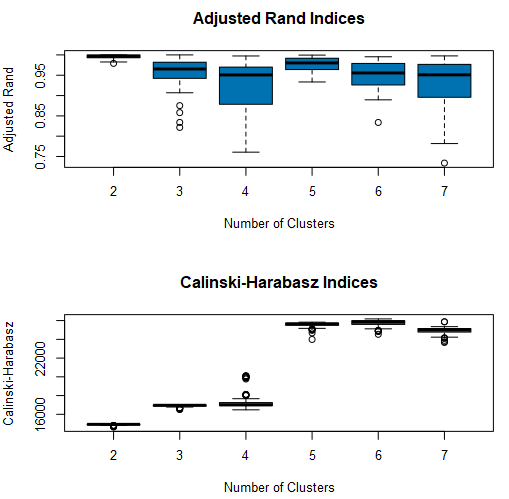 Adjusted Rand Indices
Adjusted Rand
0.95
0.85
0.75
2 3 4 5 6 7
Number of Clusters
Calinski-Harabasz Indices
Calinski-Harabasz
22000
16000
2 3 4 5 6 7
Number of Clusters